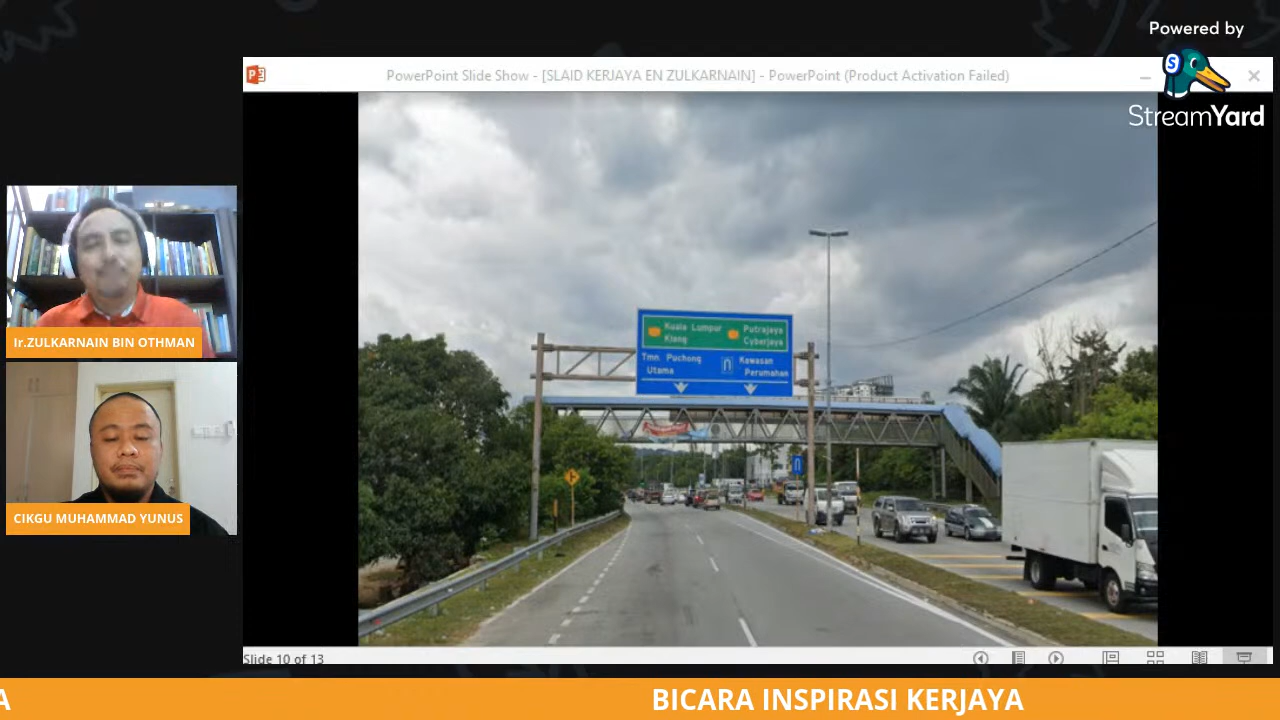 Powered by
StreamYard
PowerPoint Slide Show - [SLAID KERJAYA EN ZULKARNAIN] - PowerPoint (Product Activation Failed)
Kuala Lumpur
Klang
Putrajaya
Cyberjaya
Tmn. Puchong
Utama
Kawasan
Perumahan
Ir.ZULKARNAIN BIN OTHMAN
CIKGU MUHAMMAD YUNUS
Slide 10 of 13
A
BICARA INSPIRASI KERJAYA